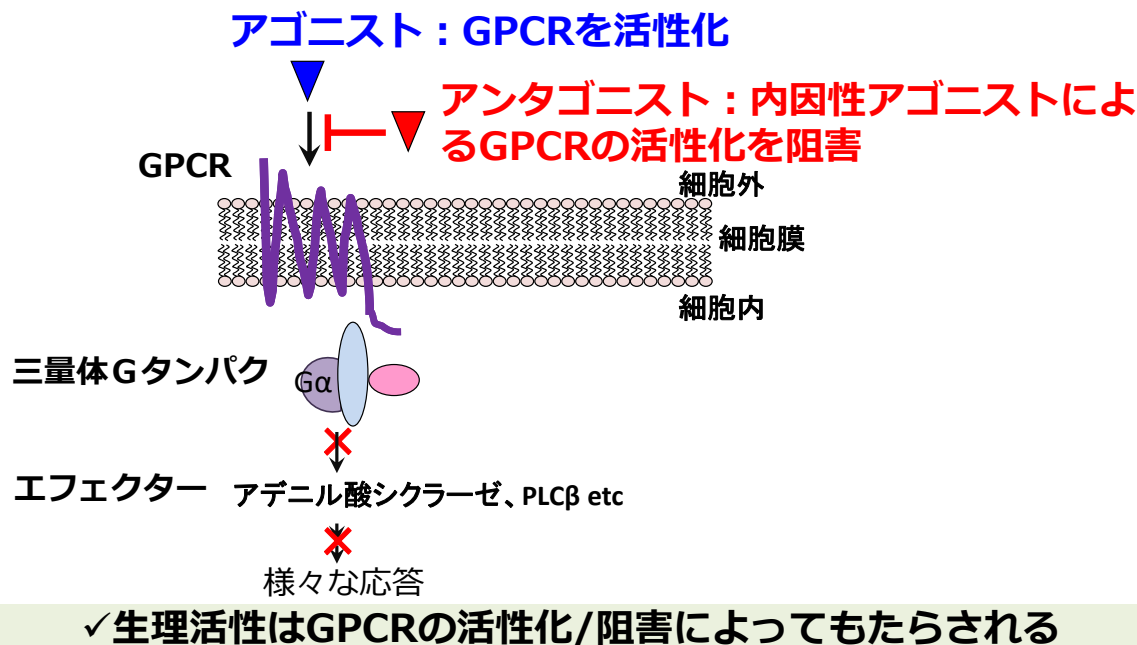 アゴニスト：GPCRを活性化
アンタゴニスト：内因性アゴニストによ
るGPCRの活性化を阻害
GPCR
細胞外
細胞膜
細胞内
三量体Gタンパク
Gα
エフェクター
アデニル酸シクラーゼ、PLCβ etc
様々な応答
✓生理活性はGPCRの活性化/阻害によってもたらされる